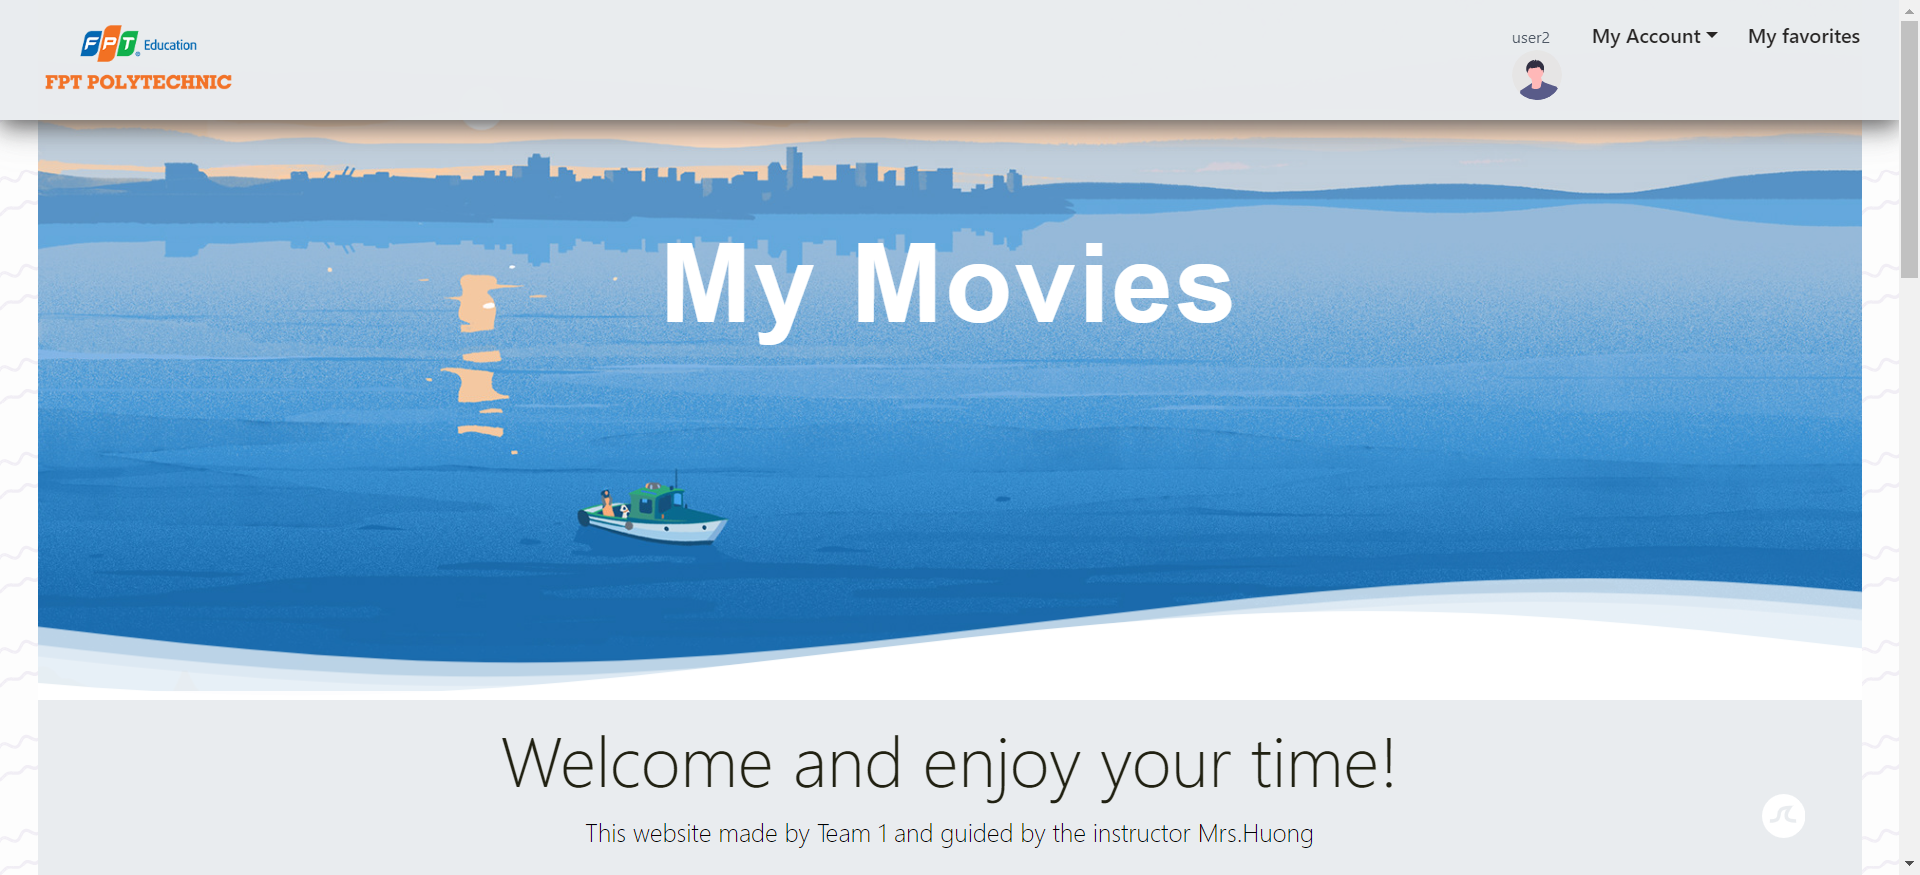 FPT Education
FPT POLYTECHNIC
user2
My Account
My favorites
My Movies
Welcome and enjoy your time!
This website made by Team 1 and guided by the instructor Mrs.Huong